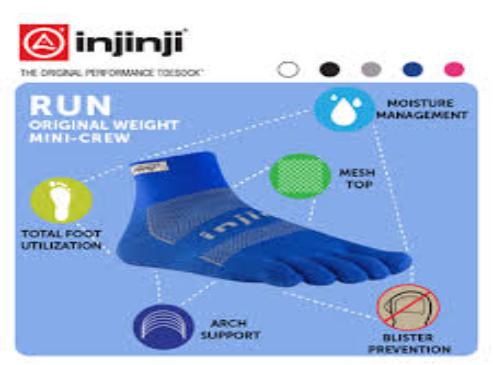 injinji®
THE ORIGINAL PERFORMANCE TOESOCK™
RUN
ORIGINAL WEIGHT
MINI-CREW
MOISTURE
MANAGEMENT
MESH
TOP
TOTAL FOOT
UTILIZATION
injinji
ARCH
SUPPORT
BLISTER
PREVENTION